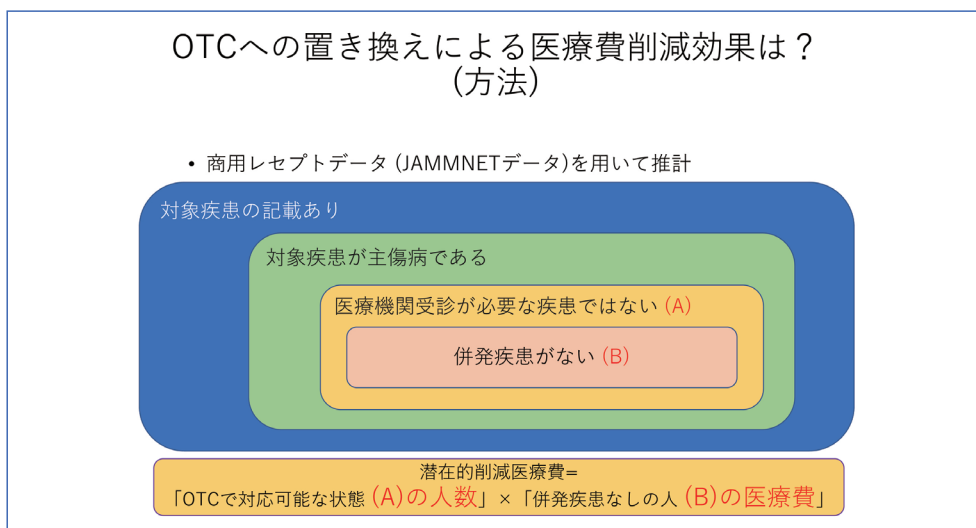 OTCへの置き換えによる医療費削減効果は？
(方法)
• 商用レセプトデータ (JAMMNETデータ)を用いて推計
対象疾患の記載あり
対象疾患が主傷病である
医療機関受診が必要な疾患ではない (A)
併発疾患がない (B)
潜在的削減医療費=
「OTCで対応可能な状態 (A)の人数」×「併発疾患なしの人 (B)の医療費」